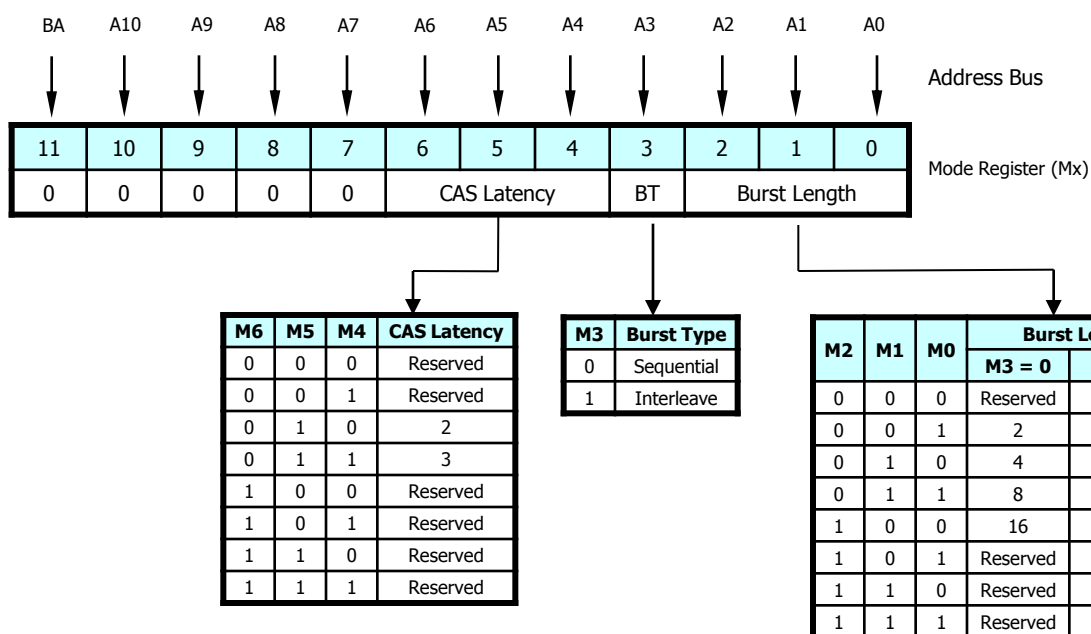 BA A10 A9 A8 A7 A6 A5 A4 A3 A2 A1 A0
Address Bus
11 10 9 8 7 6 5 4 3 2 1 0
Mode Register (Mx)
0 0 0 0 0 CAS Latency BT Burst Length
M6 M5 M4 CAS Latency
0 0 0 Reserved
0 0 1 Reserved
0 1 0 2
0 1 1 3
1 0 0 Reserved
1 0 1 Reserved
1 1 0 Reserved
1 1 1 Reserved
M3 Burst Type
0 Sequential
1 Interleave
M2 M1 M0 Burst
M3 = 0
0 0 0 Reserved
0 0 1 2
0 1 0 4
0 1 1 8
1 0 0 16
1 0 1 Reserved
1 1 0 Reserved
1 1 1 Reserved